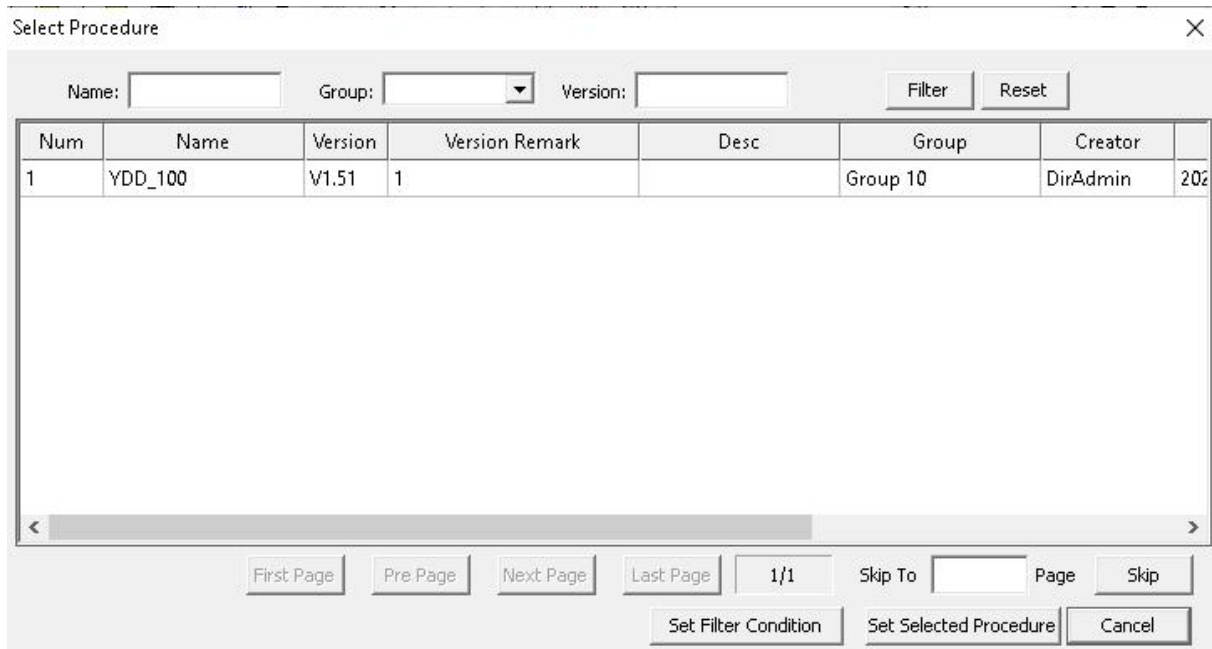 Select Procedure
Name: Group: Version: Filter Reset
Num Name Version Version Remark Desc Group Creator
1 YDD_100 V1.51 1 Group 10 DirAdmin 202
First Page Pre Page Next Page Last Page 1/1 Skip To Page Skip
Set Filter Condition Set Selected Procedure Cancel